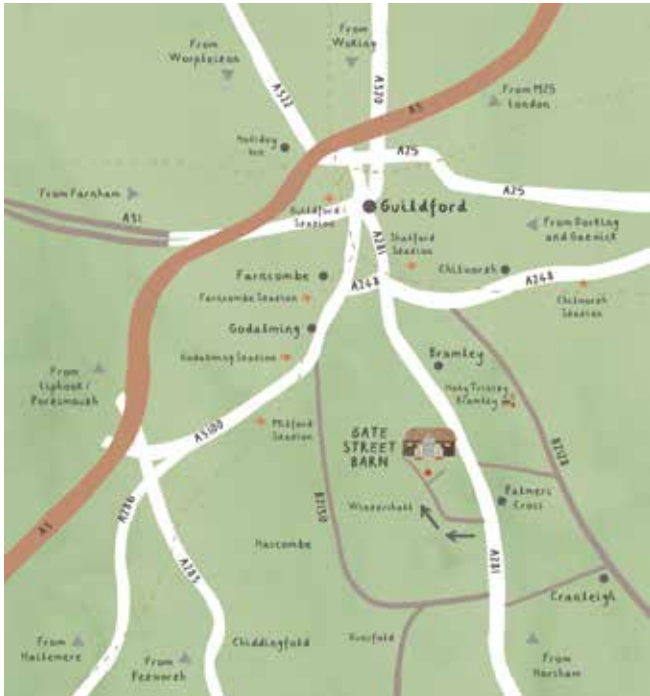 From
Worplesdon
From
Woking
A322
A320
A3
From M25
London
Holiday
Inn
A25
A25
From Farnham
A31
Guildford
Station
Guildford
From Dorking
and Gatwick
A281
Shalford
Station
Farncombe
Chilworth
A248
A248
Farncombe Station
Chilworth
Station
Godalming
Godalming Station
Bramley
From
Liphook/
Portsmouth
Holy Trinity
Bramley
Milford
Station
A3100
GATE
STREET
BARN
B2128
A286
B2130
Wintershall
Palmers
Cross
A3
A283
Hascombe
A281
Cranleigh
Dunsfold
From
Haslemere
From
Petworth
Chiddingfold
From
Horsham